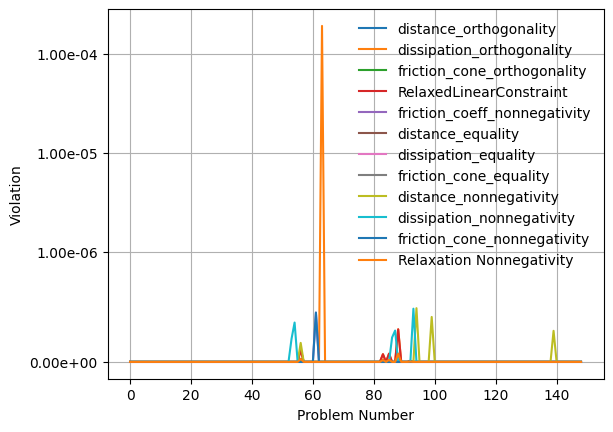 distance_orthogonality
dissipation_orthogonality
friction_cone_orthogonality
RelaxedLinearConstraint
friction_coeff_nonnegativity
distance_equality
dissipation_equality
friction_cone_equality
distance_nonnegativity
dissipation_nonnegativity
friction_cone_nonnegativity
Relaxation Nonnegativity
1.00e-04
1.00e-05
1.00e-06
0.00e+00
Violation
0 20 40 60 80 100 120 140
Problem Number